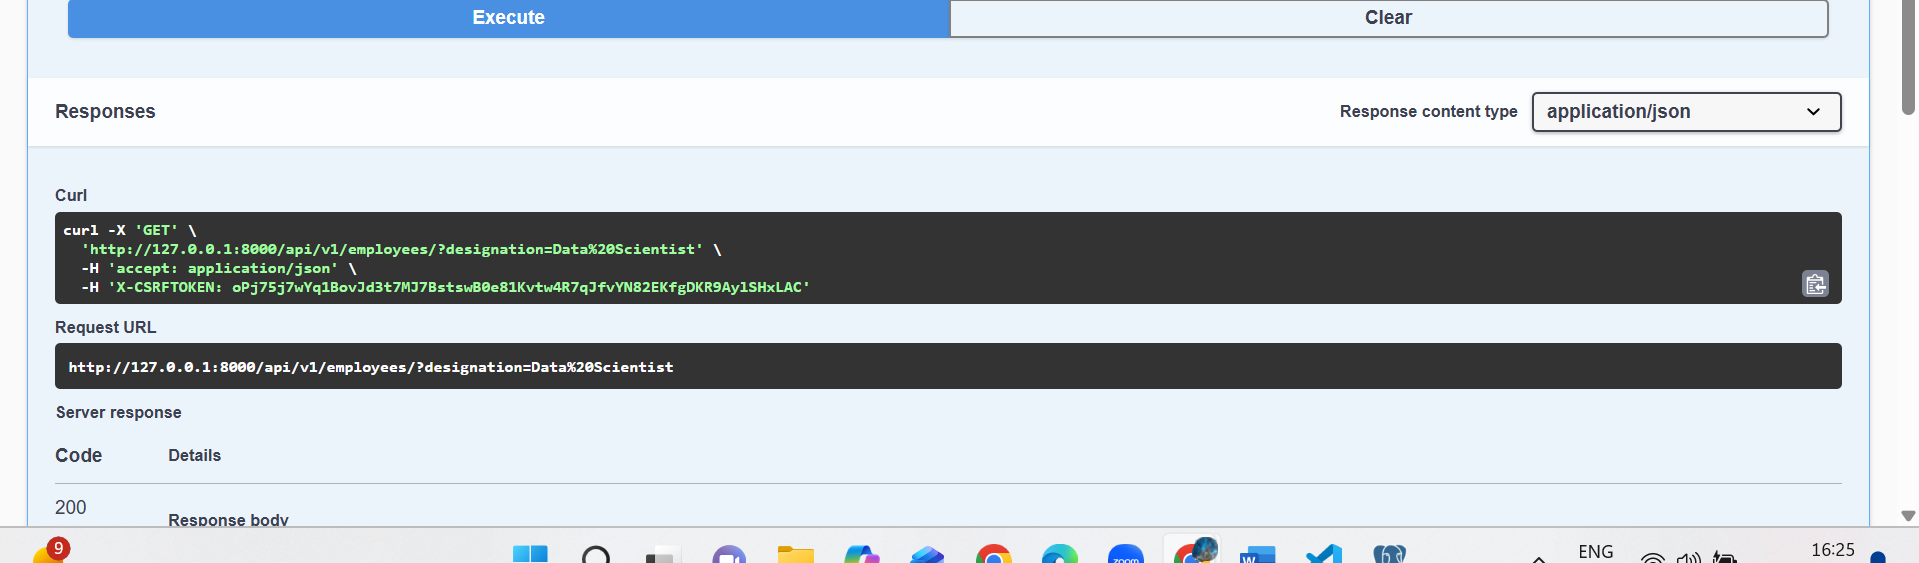 Execute
Clear
Responses
Response content type
application/json
Curl
curl -X 'GET' \
'http://127.0.0.1:8000/api/v1/employees/?designation=Data%20Scientist' \
-H 'accept: application/json' \
-H 'X-CSRFTOKEN: oPj75j7wYq1BovJd3t7MJ7BstswB0e81Kvtw4R7qJfvYN82EKfgDKR9AylSHxLAC'
Request URL
http://127.0.0.1:8000/api/v1/employees/?designation=Data%20Scientist
Server response
Code
Details
200
Response body
9
zoom
W
ENG
16:25